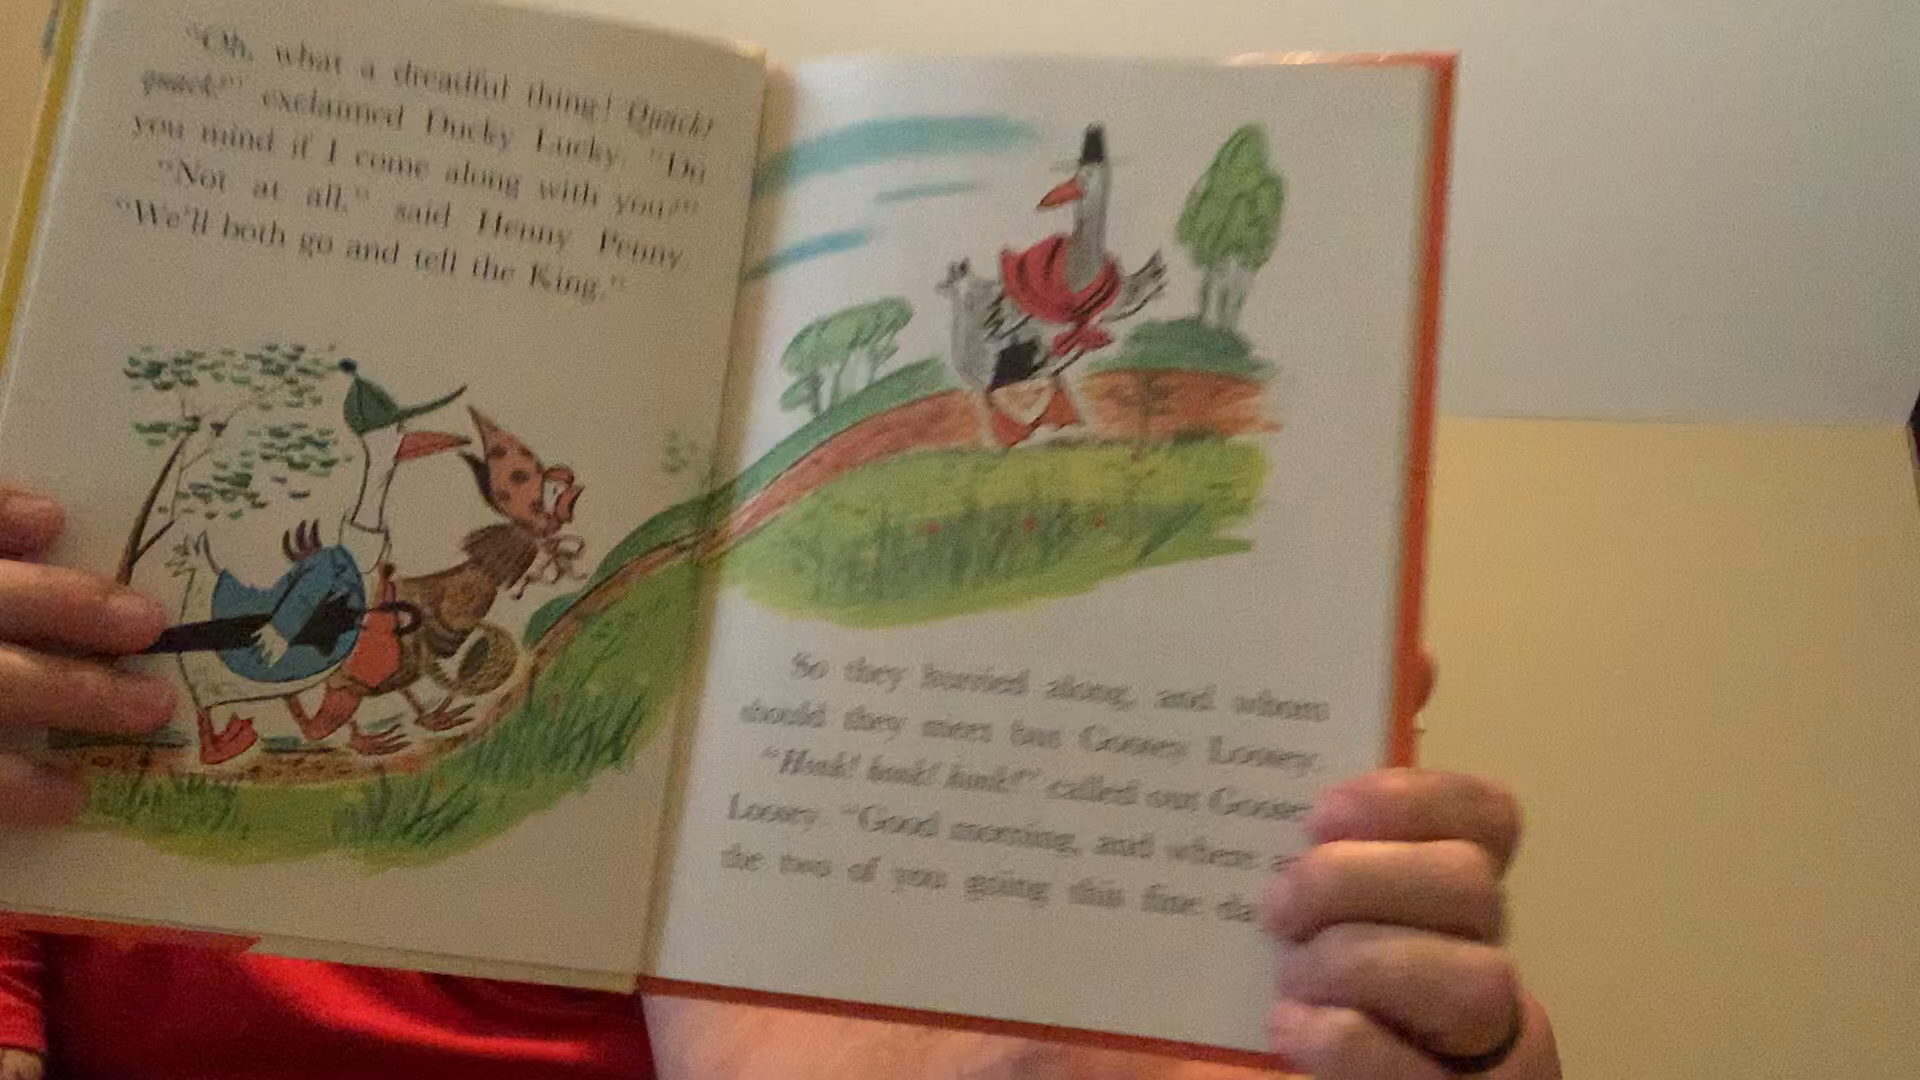 "Oh, what a dreadful thing! Quack!
quack!" exclaimed Ducky Lucky. "Do
you mind if I come along with you?"
"Not at all," said Henny Penny.
"We'll both go and tell the King."
So they hurried along, and whom
should they meet but Goosey Loosey.
"Honk! honk! honk!" called out Goosey
Loosey. "Good morning, and where
the two of you going this fine